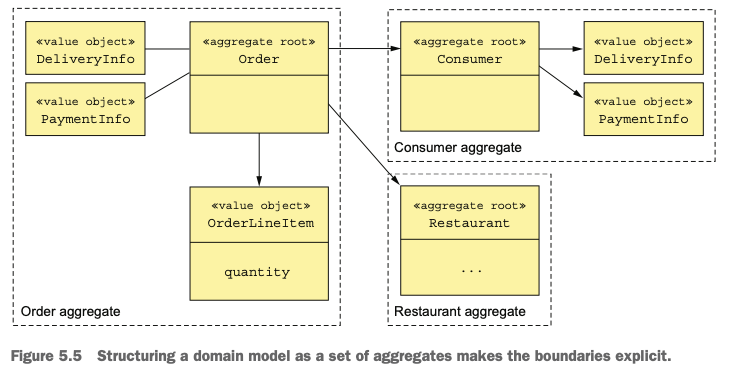 «value object»
DeliveryInfo
«value object»
PaymentInfo
«aggregate root»
Order
«value object»
OrderLineItem
quantity
Order aggregate
«aggregate root»
Consumer
«value object»
DeliveryInfo
«value object»
PaymentInfo
Consumer aggregate
«aggregate root»
Restaurant
...
Restaurant aggregate
Figure 5.5 Structuring a domain model as a set of aggregates makes the boundaries explicit.